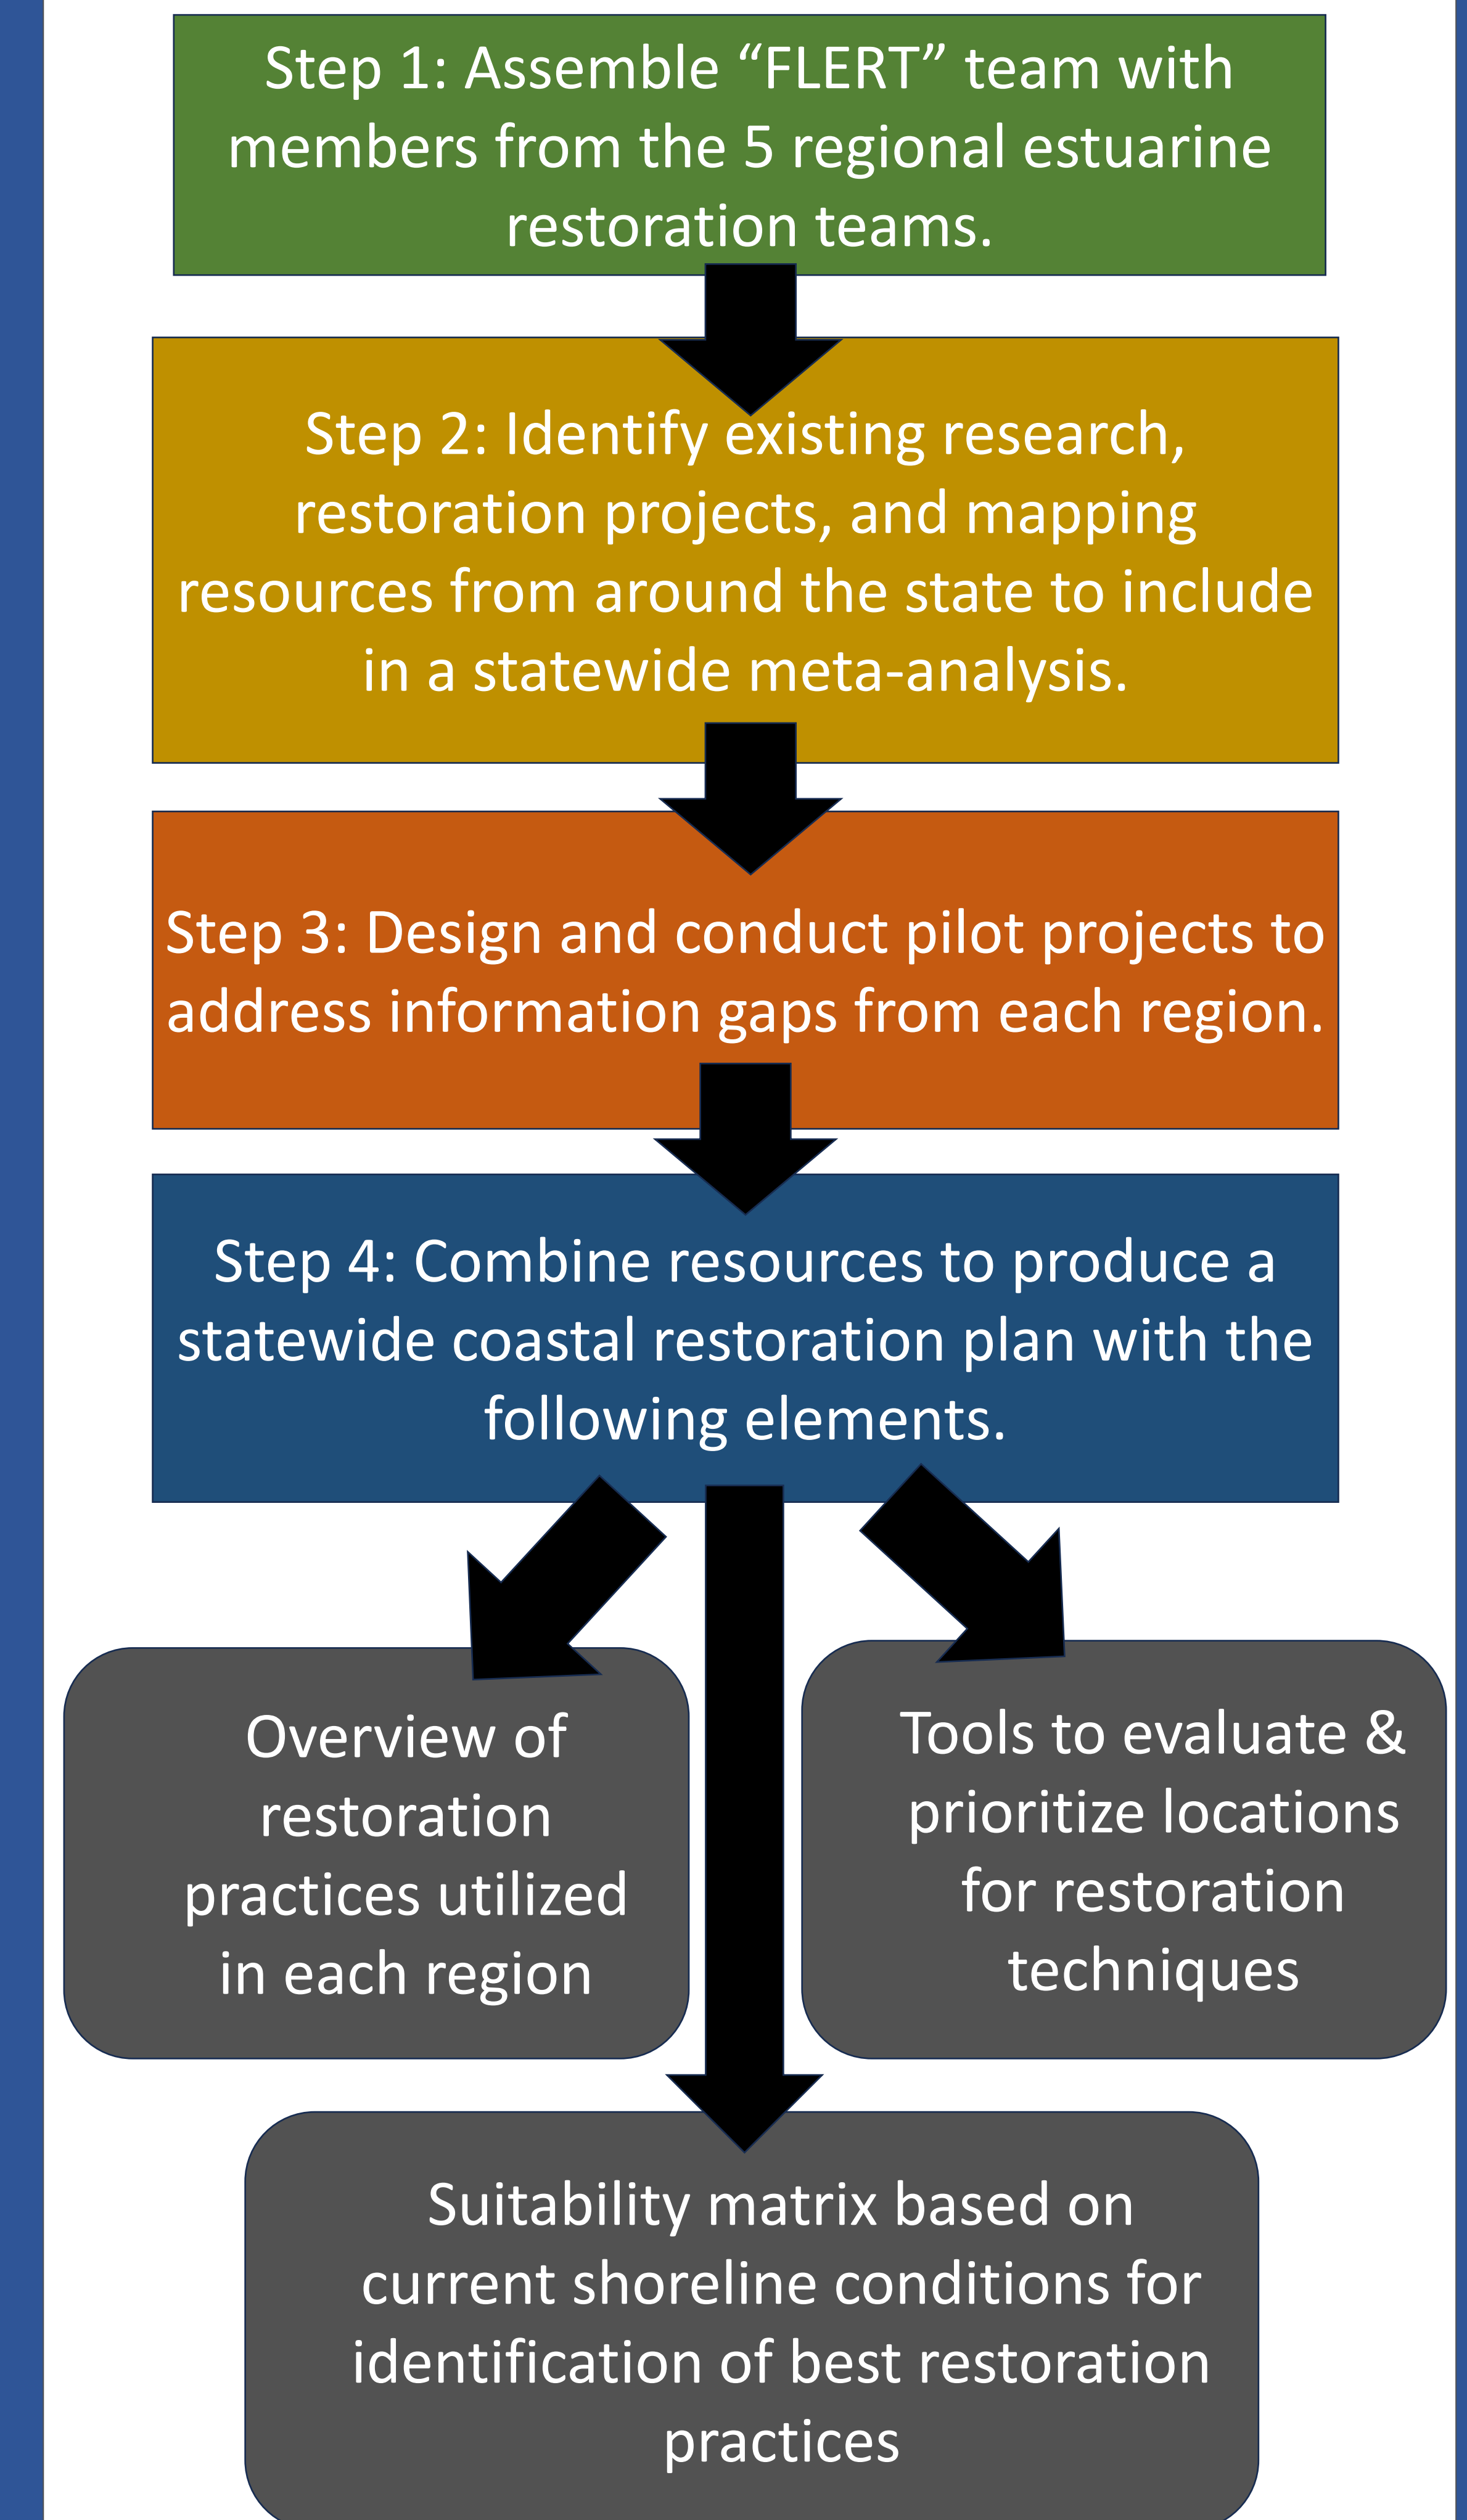 Step 1: Assemble “FLERT” team with
members from the 5 regional estuarine
restoration teams.
Step 2: Identify existing research,
restoration projects, and mapping
resources from around the state to include
in a statewide meta-analysis.
Step 3: Design and conduct pilot projects to
address information gaps from each region.
Step 4: Combine resources to produce a
statewide coastal restoration plan with the
following elements.
Overview of
restoration
practices utilized
in each region
Tools to evaluate &
prioritize locations
for restoration
techniques
Suitability matrix based on
current shoreline conditions for
identification of best restoration
practices